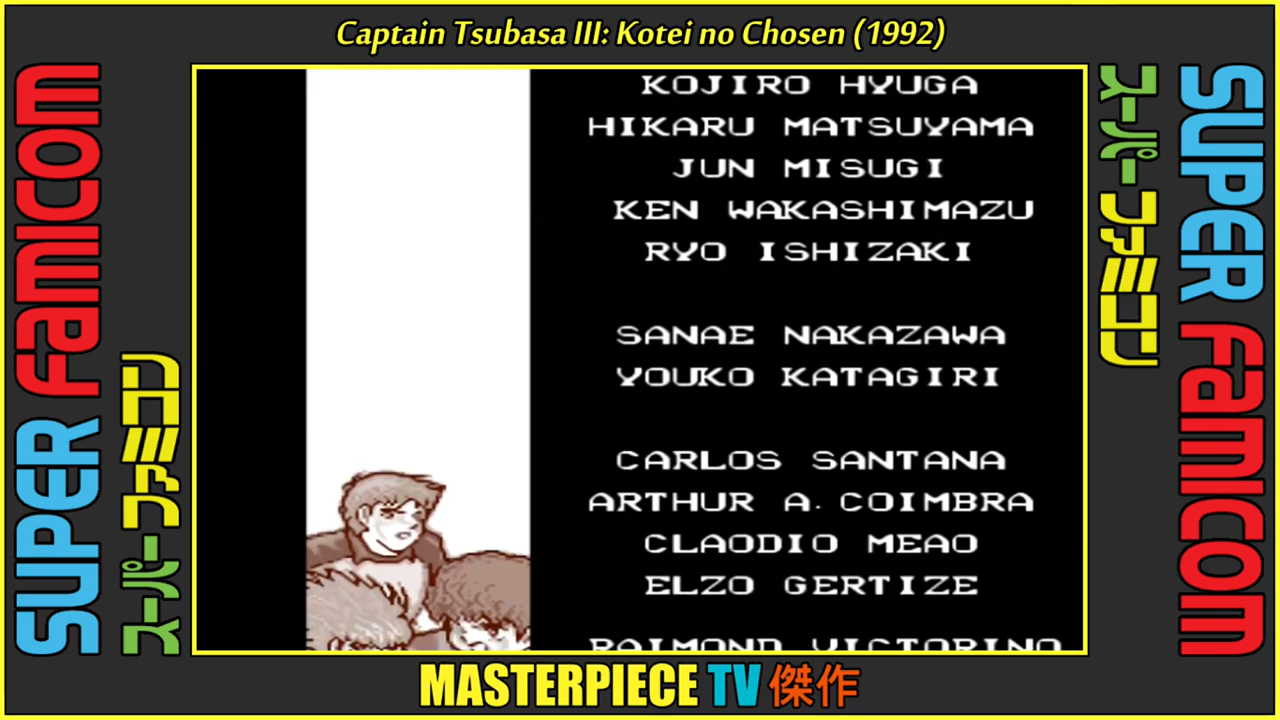 Captain Tsubasa III: Kotei no Chosen (1992)
SUPER FAMICOM
スーパーファミコン
KOJIRO HYUGA
HIKARU MATSUYAMA
JUN MISUGI
KEN WAKASHIMAZU
RYO ISHIZAKI
SANAE NAKAZAWA
YOUKO KATAGIRI
CARLOS SANTANA
ARTHUR A.COIMBRA
CLAODIO MEAO
ELZO GERTIZE
RAIMOND VICTORINO
スーパーファミコン
SUPER FAMICOM
MASTERPIECE TV 傑作